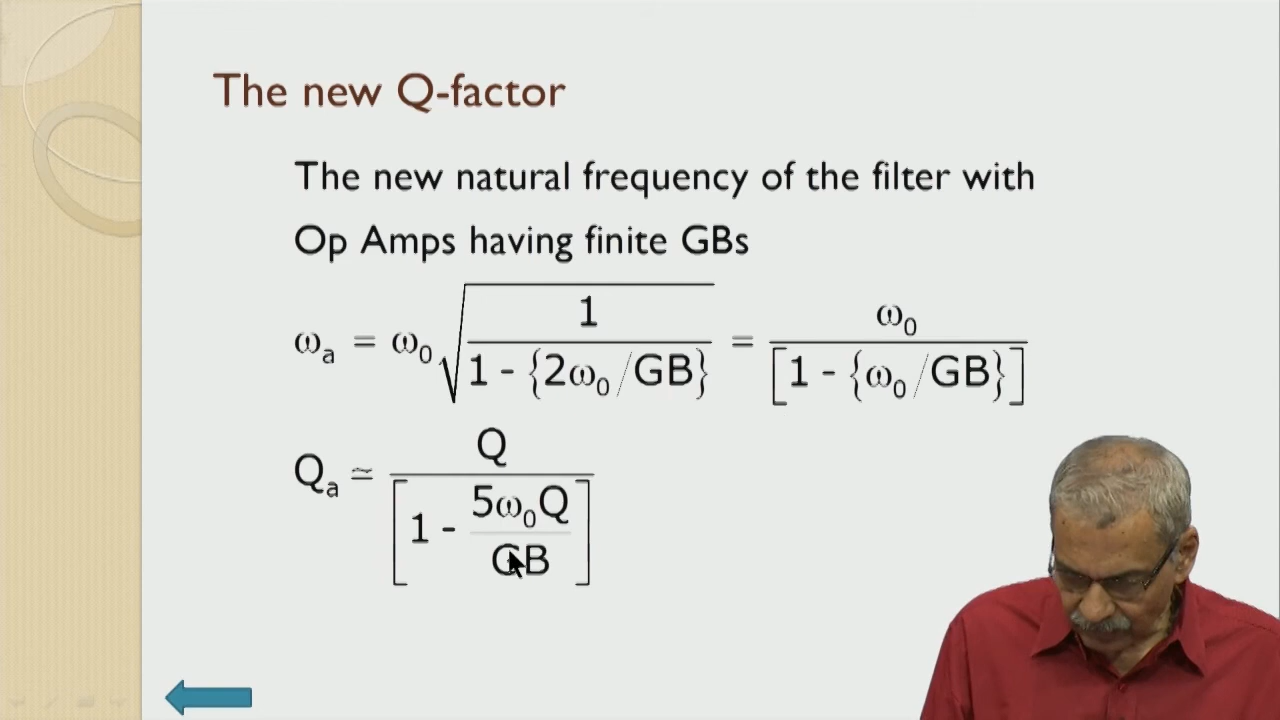 The new Q-factor
The new natural frequency of the filter with
Op Amps having finite GBs
ωₐ = ω₀ √(1 / (1 - {2ω₀/GB})) = ω₀ / [1 - {ω₀/GB}]
Qₐ ≃ Q / [1 - 5ω₀Q / GB]